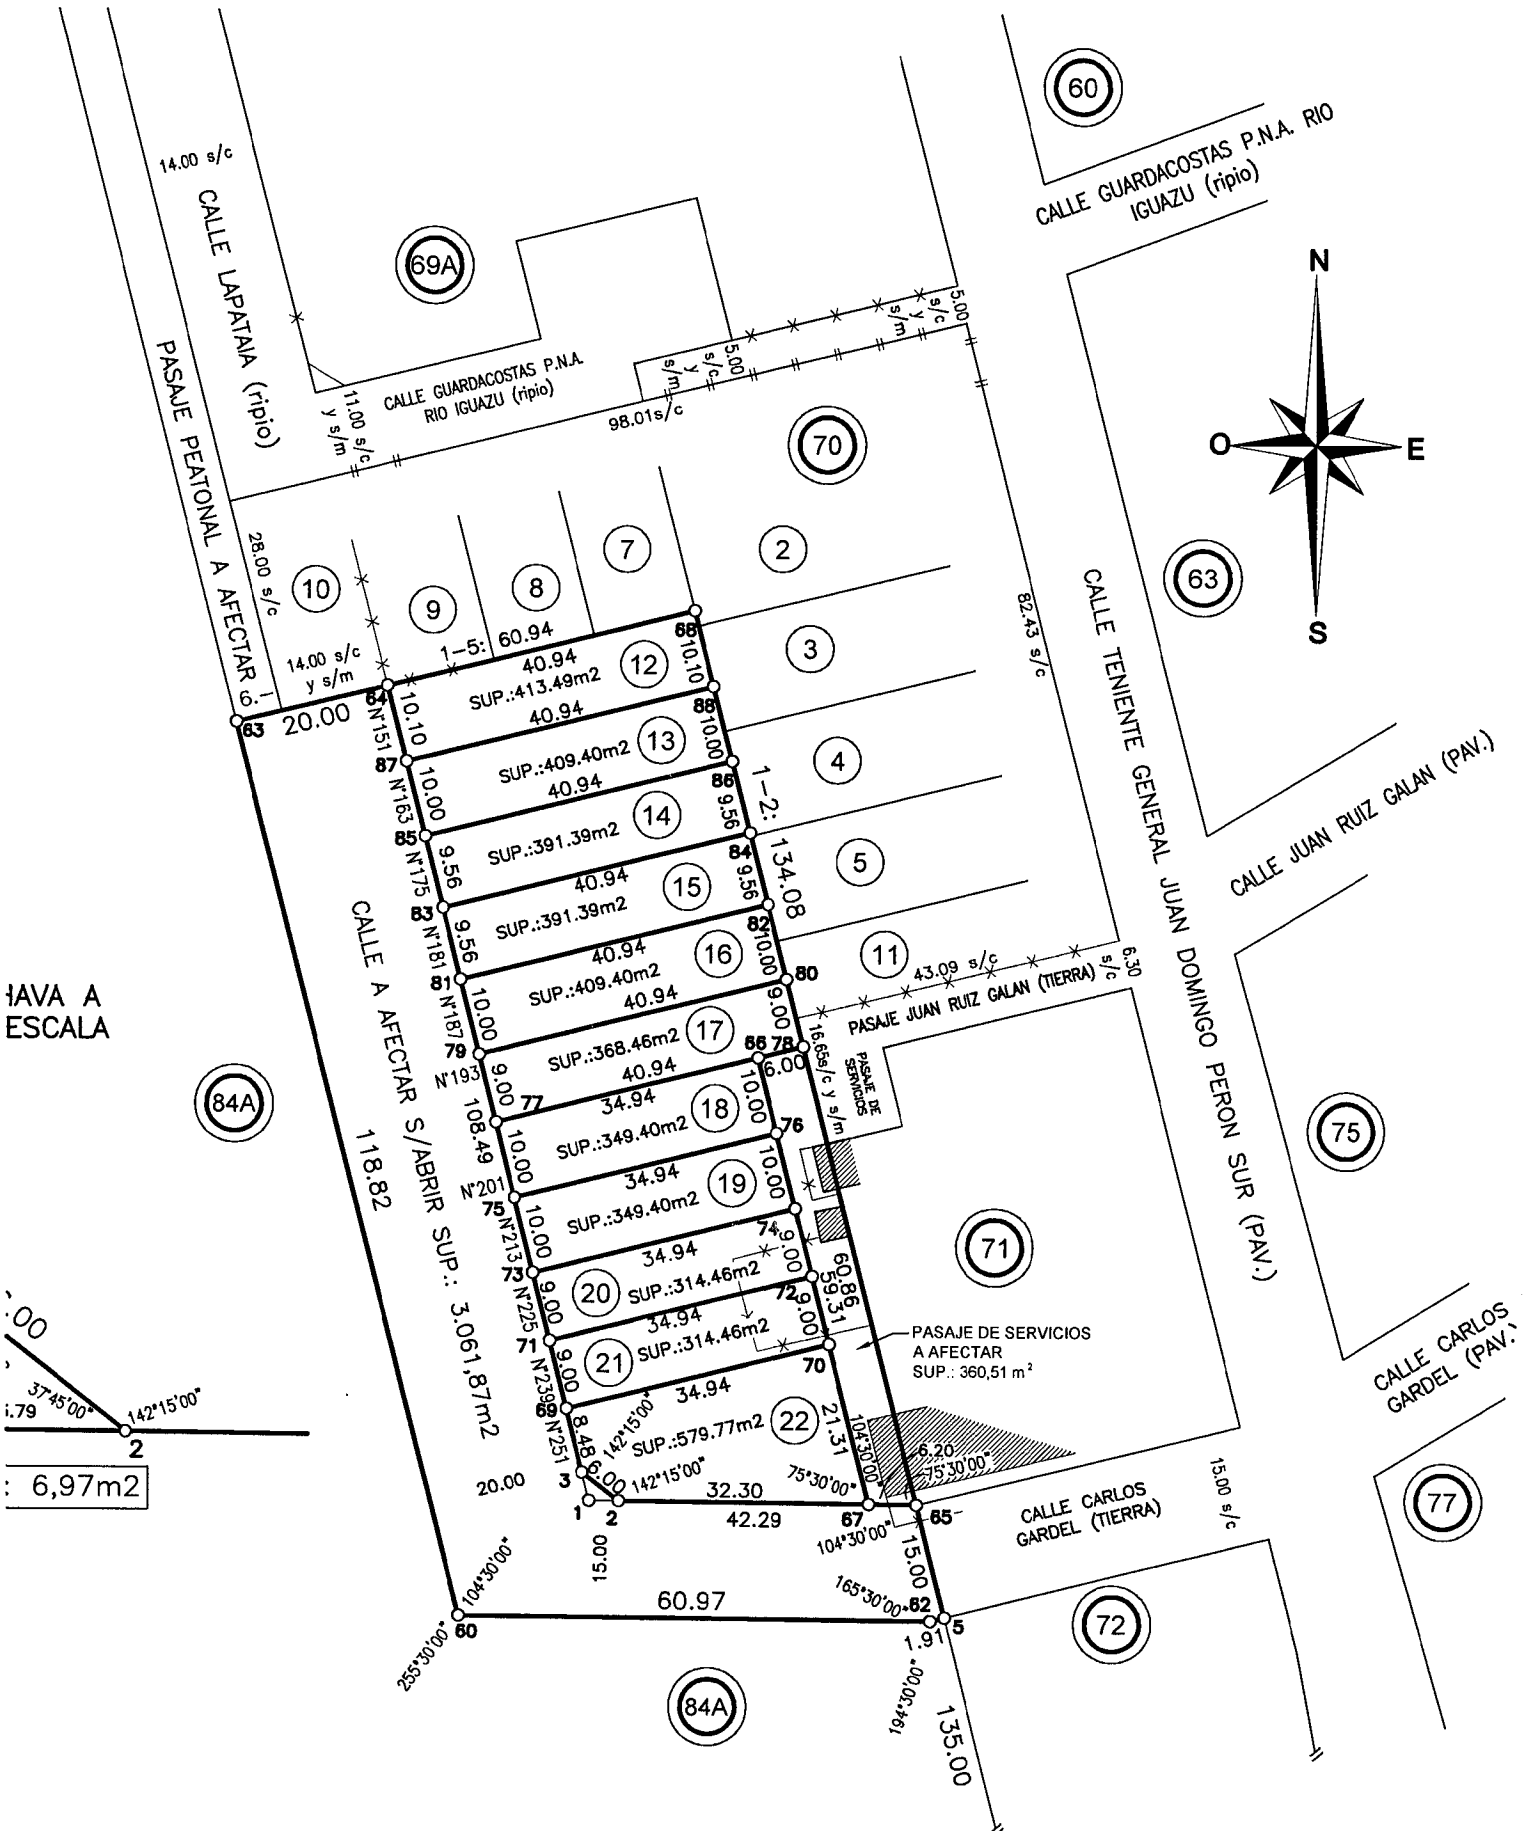 60
CALLE GUARDACOSTAS P.N.A. RIO
IGUAZU (ripio)
14.00 s/c
CALLE LAPATAIA (ripio)
69A
N
O
E
S
PASAJE PEATONAL A AFECTAR
6.-
5.00
s/c
y
s/m
5.00
s/c
y
s/m
CALLE GUARDACOSTAS P.N.A.
RIO IGUAZU (ripio)
11.00 s/c
y s/m
98.01s/c
70
28.00 s/c
10
9
8
7
2
63
CALLE TENIENTE GENERAL JUAN DOMINGO PERON SUR (PAV.)
82.43 s/c
14.00 s/c
y s/m
1-5: 60.94
68
63
20.00
64
40.94
SUP.:413.49m2
12
10.10
10.10
3
N°151
87
40.94
88
SUP.:409.40m2
13
10.00
10.00
N°163
85
40.94
86
14
SUP.:391.39m2
9.56
9.56
1-2: 134.08
4
N°175
83
40.94
84
15
SUP.:391.39m2
9.56
9.56
5
N°181
81
40.94
82
16
SUP.:409.40m2
10.00
10.00
11
CALLE JUAN RUIZ GALAN (PAV.)
N°187
79
40.94
80
17
SUP.:368.46m2
9.00
9.00
43.09 s/c
6.30
s/c
PASAJE JUAN RUIZ GALAN (TIERRA)
16.65s/c y s/m
PASAJE DE
SERVICIOS
N°193
77
40.94
66
78
6.00
34.94
18
SUP.:349.40m2
10.00
10.00
108.49
N°201
75
76
34.94
19
SUP.:349.40m2
10.00
10.00
N°213
73
74
34.94
20
SUP.:314.46m2
9.00
9.00
N°225
71
72
34.94
21
SUP.:314.46m2
9.00
9.00
60.86
59.31
N°239
69
70
34.94
22
SUP.:579.77m2
8.48
21.31
N°251
3
6.00
142°15'00"
142°15'00"
75°30'00"
104°30'00"
6.20
75°30'00"
20.00
1
2
32.30
42.29
67
65
104°30'00"
15.00
15.00
165°30'00"
62
5
1.91
194°30'00"
135.00
60
60.97
104°30'00"
255°30'00"
CALLE A AFECTAR S/ABRIR SUP.: 3.061,87m2
118.82
84A
84A
PASAJE DE SERVICIOS
A AFECTAR
SUP.: 360,51 m²
71
75
CALLE CARLOS
GARDEL (PAV.)
CALLE CARLOS
GARDEL (TIERRA)
15.00 s/c
72
77
HAVA A
ESCALA
.00
37°45'00"
142°15'00"
.79
2
: 6,97m2